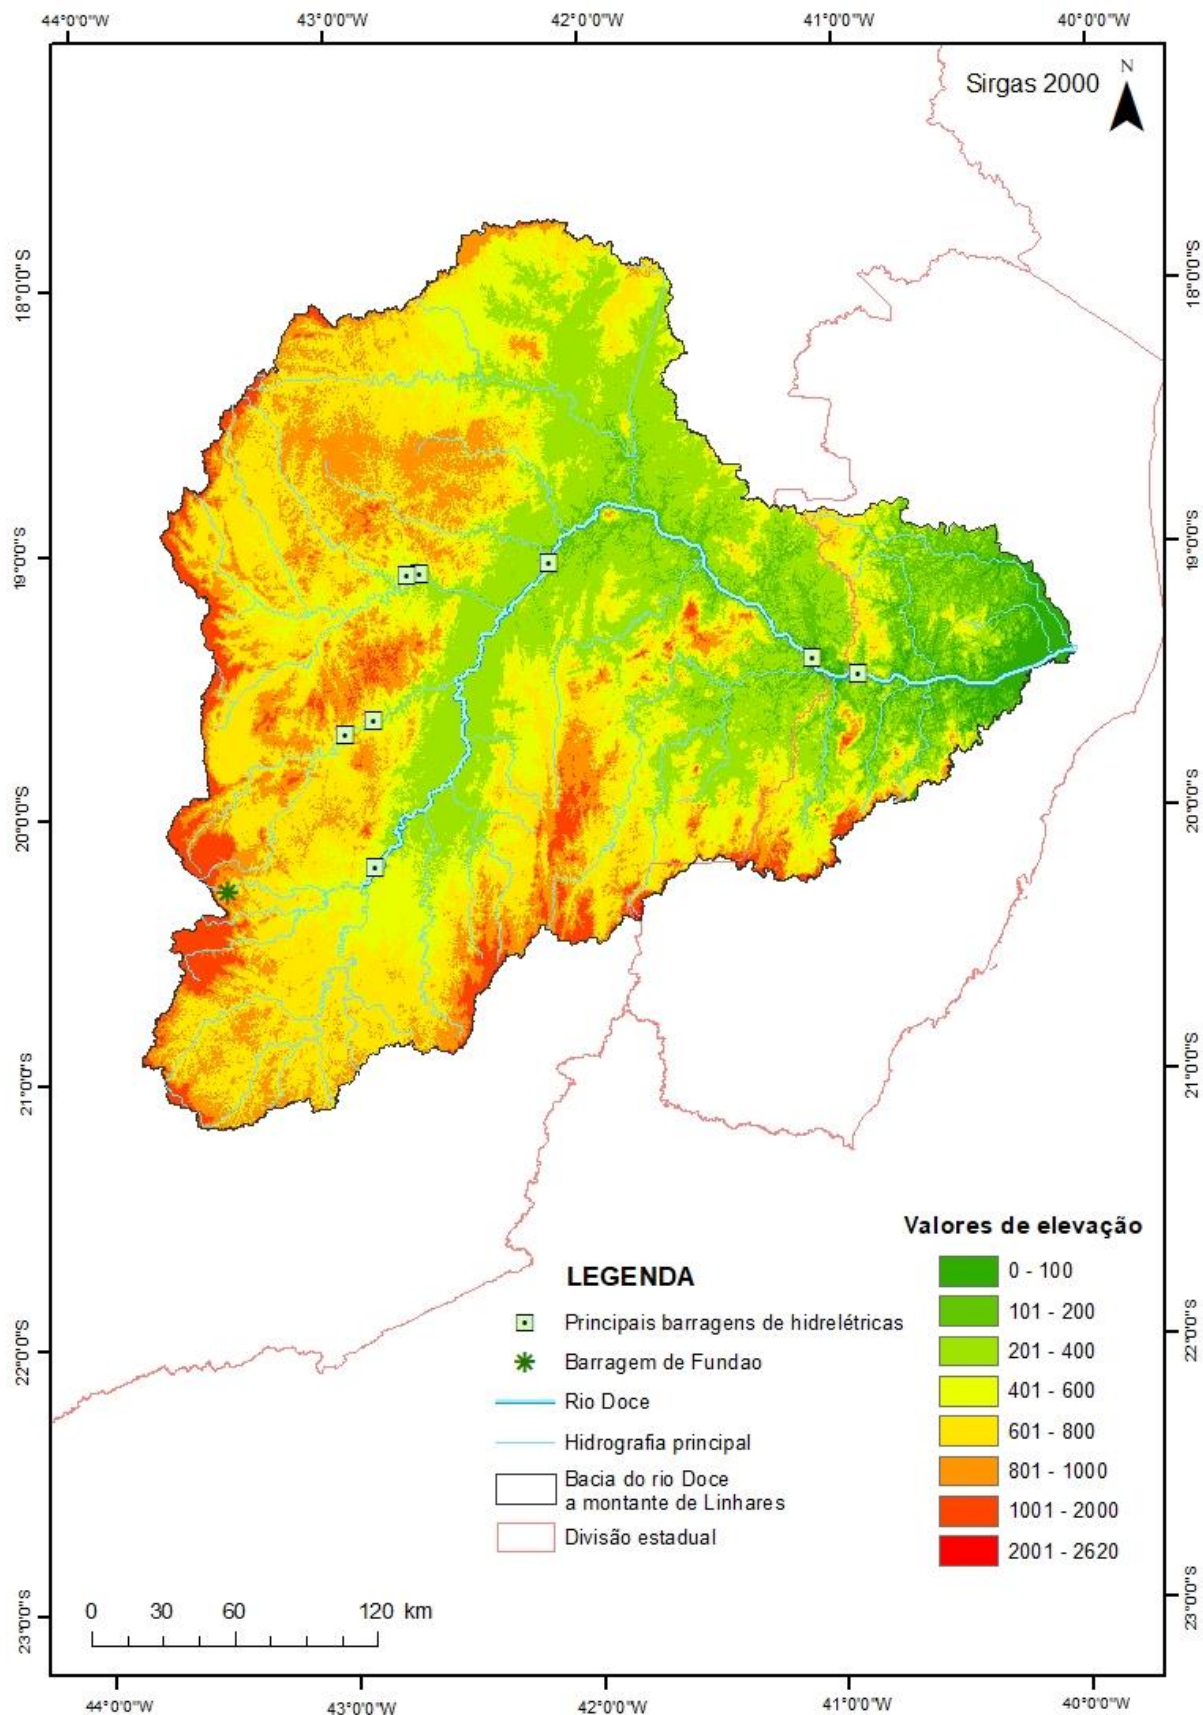 44°0'0"W 43°0'0"W 42°0'0"W 41°0'0"W 40°0'0"W
Sirgas 2000
N
18°0'0"S 18°0'0"S
19°0'0"S 19°0'0"S
20°0'0"S 20°0'0"S
21°0'0"S 21°0'0"S
Valores de elevação
0 - 100
101 - 200
201 - 400
401 - 600
601 - 800
801 - 1000
1001 - 2000
2001 - 2620
LEGENDA
Principais barragens de hidrelétricas
Barragem de Fundao
Rio Doce
Hidrografia principal
Bacia do rio Doce
a montante de Linhares
Divisão estadual
22°0'0"S 22°0'0"S
0 30 60 120 km
23°0'0"S 23°0'0"S
44°0'0"W 43°0'0"W 42°0'0"W 41°0'0"W 40°0'0"W